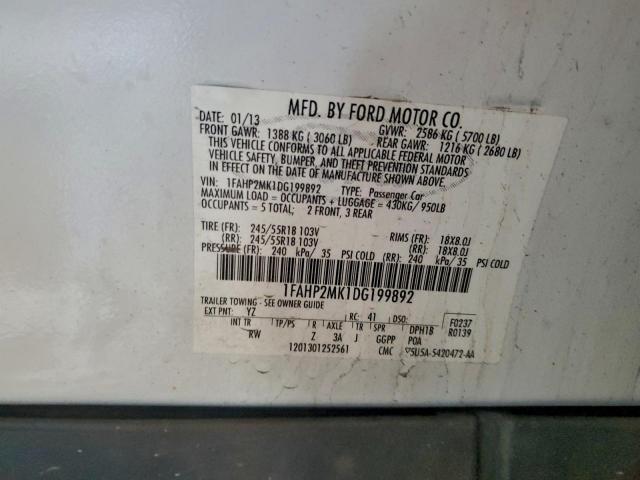 MFD. BY FORD MOTOR CO.
DATE: 01/13 GVWR: 2586 KG ( 5700 LB)
FRONT GAWR: 1388 KG ( 3060 LB) REAR GAWR: 1216 KG ( 2680 LB)
THIS VEHICLE CONFORMS TO ALL APPLICABLE FEDERAL MOTOR
VEHICLE SAFETY, BUMPER, AND THEFT PREVENTION STANDARDS
IN EFFECT ON THE DATE OF MANUFACTURE SHOWN ABOVE.
VIN: 1FAHP2MK1DG199892 TYPE: Passenger Car
MAXIMUM LOAD = OCCUPANTS + LUGGAGE = 430KG/ 950LB
OCCUPANTS = 5 TOTAL; 2 FRONT, 3 REAR
TIRE (FR): 245/55R18 103V RIMS (FR): 18X8.0J
(RR): 245/55R18 103V (RR): 18X8.0J
PRESSURE (FR): 240 kPa/ 35 PSI COLD (RR): 240 kPa/ 35 PSI COLD
1FAHP2MK1DG199892
TRAILER TOWING - SEE OWNER GUIDE
EXT PNT: YZ RC: 41 DSO: F0237
INT TR TP/PS R AXLE TR SPR DPH1B R0139
RW Z 3A J GGPP POA
1201301252561 CMC 5U5A-5420472-AA